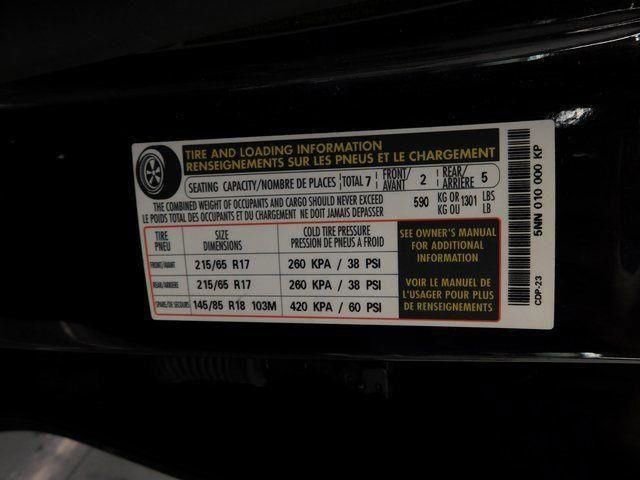 TIRE AND LOADING INFORMATION
RENSEIGNEMENTS SUR LES PNEUS ET LE CHARGEMENT
SEATING CAPACITY/NOMBRE DE PLACES TOTAL 7 FRONT/AVANT 2 REAR/ARRIÈRE 5
THE COMBINED WEIGHT OF OCCUPANTS AND CARGO SHOULD NEVER EXCEED 590 KG OR 1301 LBS
LE POIDS TOTAL DES OCCUPANTS ET DU CHARGEMENT NE DOIT JAMAIS DEPASSER KG OU LB
TIRE PNEU SIZE DIMENSIONS COLD TIRE PRESSURE PRESSION DE PNEUS A FROID
FRONT/AVANT 215/65 R17 260 KPA / 38 PSI
REAR/ARRIERE 215/65 R17 260 KPA / 38 PSI
SPARE/DE SECOURS 145/85 R18 103M 420 KPA / 60 PSI
SEE OWNER'S MANUAL
FOR ADDITIONAL
INFORMATION
VOIR LE MANUEL DE
L'USAGER POUR PLUS
DE RENSEIGNEMENTS
5NN 010 000 KP
CDP-23